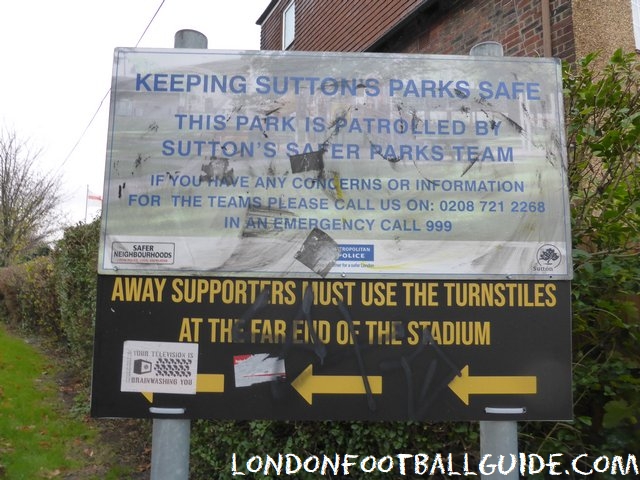 KEEPING SUTTON'S PARKS SAFE
THIS PARK IS PATROLLED BY
SUTTON'S SAFER PARKS TEAM
IF YOU HAVE ANY CONCERNS OR INFORMATION
FOR THE TEAMS PLEASE CALL US ON: 0208 721 2268
IN AN EMERGENCY CALL 999
SAFER
NEIGHBOURHOODS
POLICE
for a safer London
Sutton
AWAY SUPPORTERS MUST USE THE TURNSTILES
AT THE FAR END OF THE STADIUM
YOUR TELEVISION IS
BRAINWASHING YOU
LONDONFOOTBALLGUIDE.COM